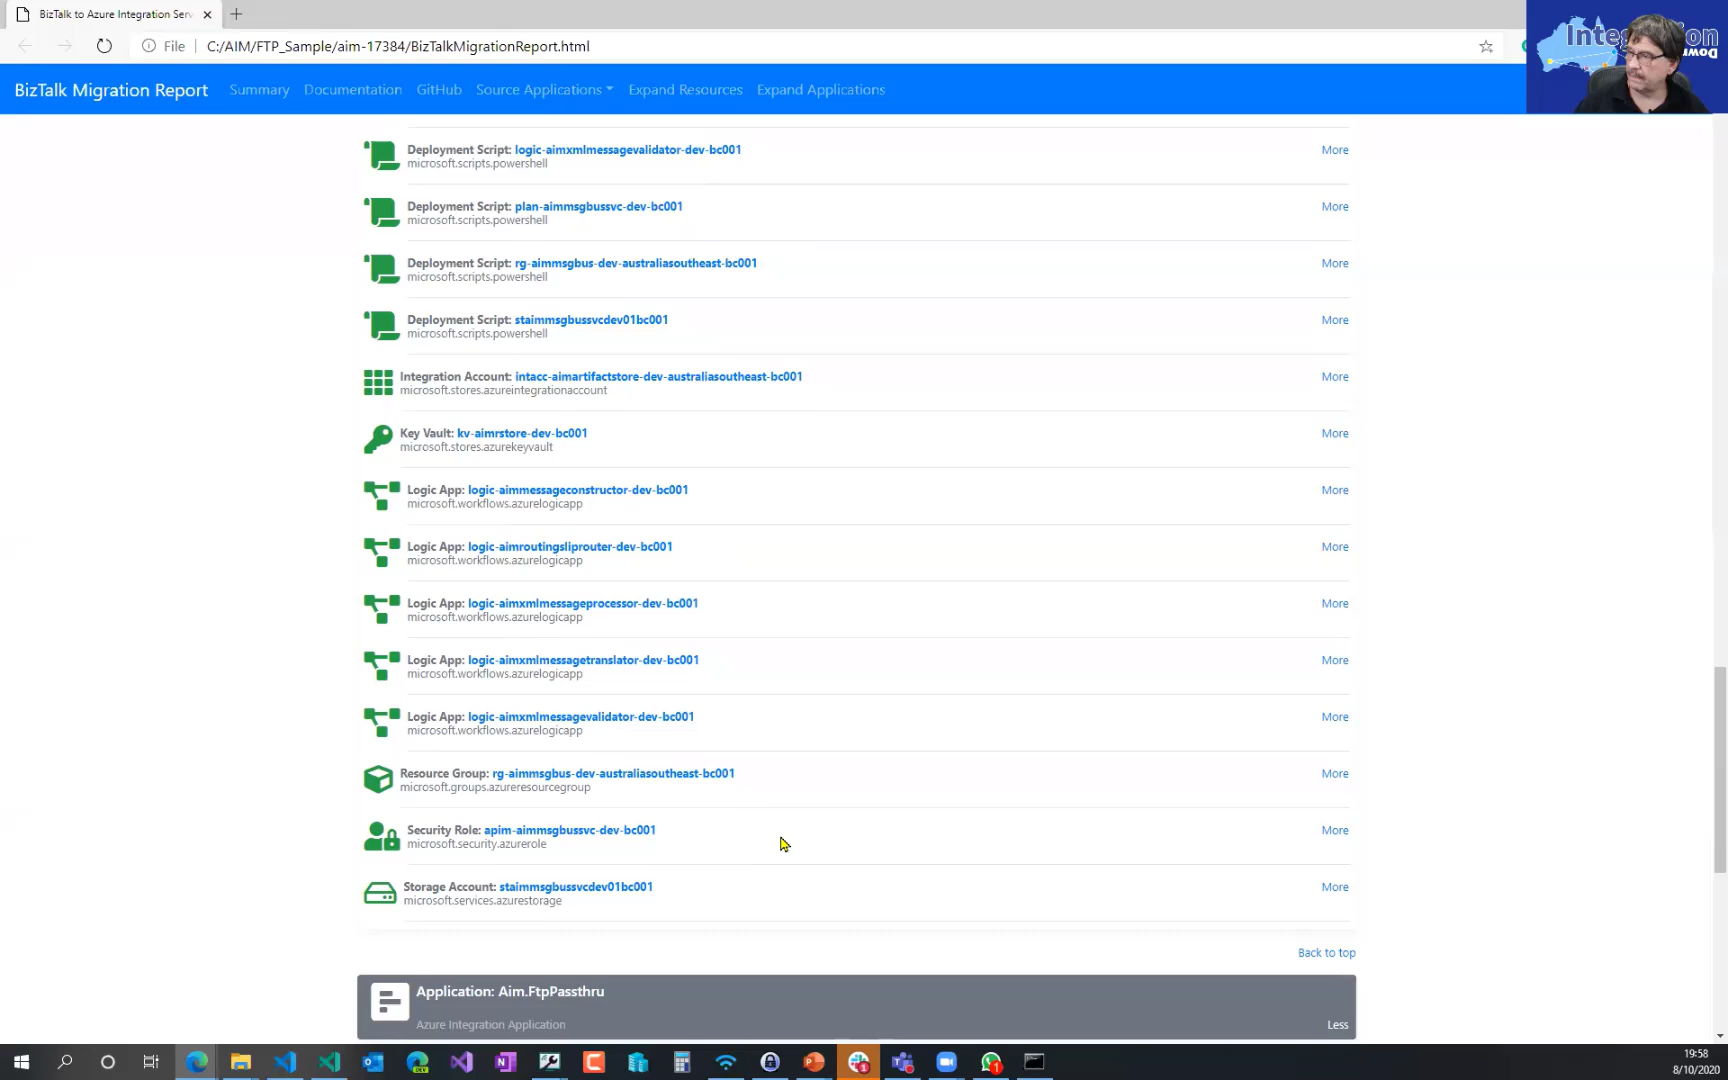 BizTalk to Azure Integration Serv
File
C:/AIM/FTP_Sample/aim-17384/BizTalkMigrationReport.html
BizTalk Migration Report
Summary
Documentation
GitHub
Source Applications
Expand Resources
Expand Applications
Deployment Script: logic-aimxmlmessagevalidator-dev-bc001
More
microsoft.scripts.powershell
Deployment Script: plan-aimmsgbussvc-dev-bc001
More
microsoft.scripts.powershell
Deployment Script: rg-aimmsgbus-dev-australiasoutheast-bc001
More
microsoft.scripts.powershell
Deployment Script: staimmsgbussvcdev01bc001
More
microsoft.scripts.powershell
Integration Account: intacc-aimartifactstore-dev-australiasoutheast-bc001
More
microsoft.stores.azureintegrationaccount
Key Vault: kv-aimrstore-dev-bc001
More
microsoft.stores.azurekeyvault
Logic App: logic-aimmessageconstructor-dev-bc001
More
microsoft.workflows.azurelogicapp
Logic App: logic-aimroutingsliprouter-dev-bc001
More
microsoft.workflows.azurelogicapp
Logic App: logic-aimxmlmessageprocessor-dev-bc001
More
microsoft.workflows.azurelogicapp
Logic App: logic-aimxmlmessagetranslator-dev-bc001
More
microsoft.workflows.azurelogicapp
Logic App: logic-aimxmlmessagevalidator-dev-bc001
More
microsoft.workflows.azurelogicapp
Resource Group: rg-aimmsgbus-dev-australiasoutheast-bc001
More
microsoft.groups.azureresourcegroup
Security Role: apim-aimmsgbussvc-dev-bc001
More
microsoft.security.azurerole
Storage Account: staimmsgbussvcdev01bc001
More
microsoft.services.azurestorage
Back to top
Application: Aim.FtpPassthru
Azure Integration Application
Less
19:58
8/10/2020